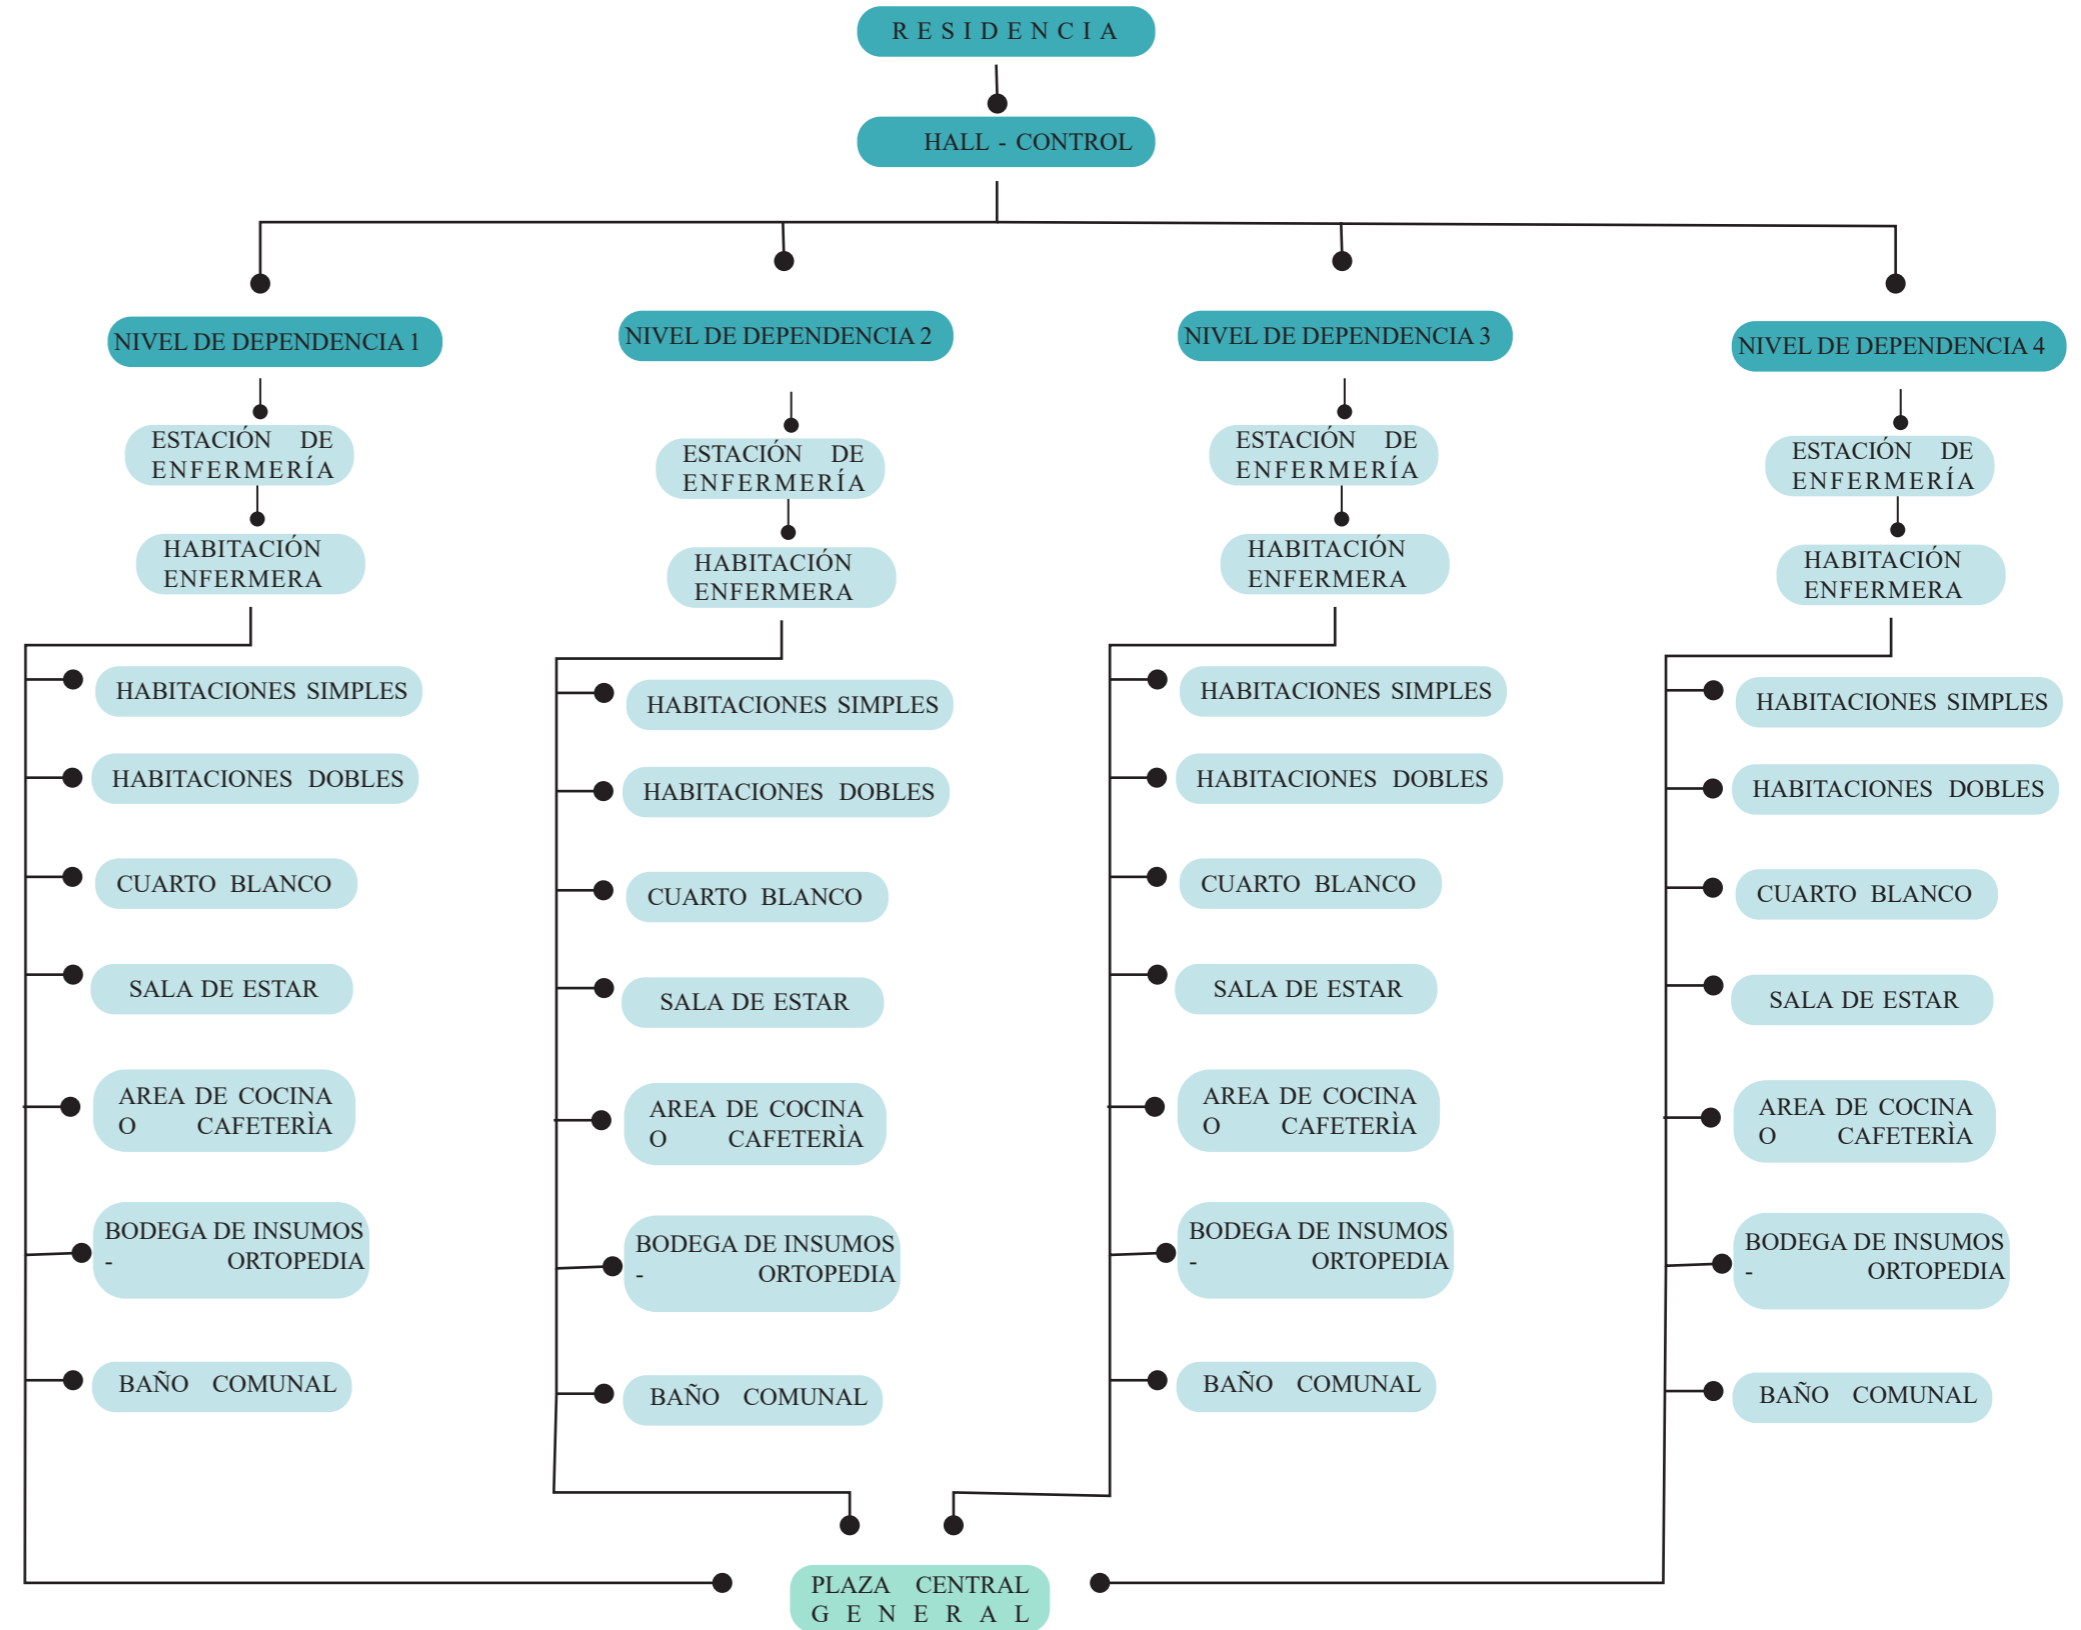 RESIDENCIA
HALL - CONTROL
NIVEL DE DEPENDENCIA 1
ESTACIÓN DE
ENFERMERÍA
HABITACIÓN
ENFERMERA
HABITACIONES SIMPLES
HABITACIONES DOBLES
CUARTO BLANCO
SALA DE ESTAR
AREA DE COCINA
O CAFETERÌA
BODEGA DE INSUMOS
- ORTOPEDIA
BAÑO COMUNAL
NIVEL DE DEPENDENCIA 2
ESTACIÓN DE
ENFERMERÍA
HABITACIÓN
ENFERMERA
HABITACIONES SIMPLES
HABITACIONES DOBLES
CUARTO BLANCO
SALA DE ESTAR
AREA DE COCINA
O CAFETERÌA
BODEGA DE INSUMOS
- ORTOPEDIA
BAÑO COMUNAL
NIVEL DE DEPENDENCIA 3
ESTACIÓN DE
ENFERMERÍA
HABITACIÓN
ENFERMERA
HABITACIONES SIMPLES
HABITACIONES DOBLES
CUARTO BLANCO
SALA DE ESTAR
AREA DE COCINA
O CAFETERÌA
BODEGA DE INSUMOS
- ORTOPEDIA
BAÑO COMUNAL
NIVEL DE DEPENDENCIA 4
ESTACIÓN DE
ENFERMERÍA
HABITACIÓN
ENFERMERA
HABITACIONES SIMPLES
HABITACIONES DOBLES
CUARTO BLANCO
SALA DE ESTAR
AREA DE COCINA
O CAFETERÌA
BODEGA DE INSUMOS
- ORTOPEDIA
BAÑO COMUNAL
PLAZA CENTRAL
GENERAL